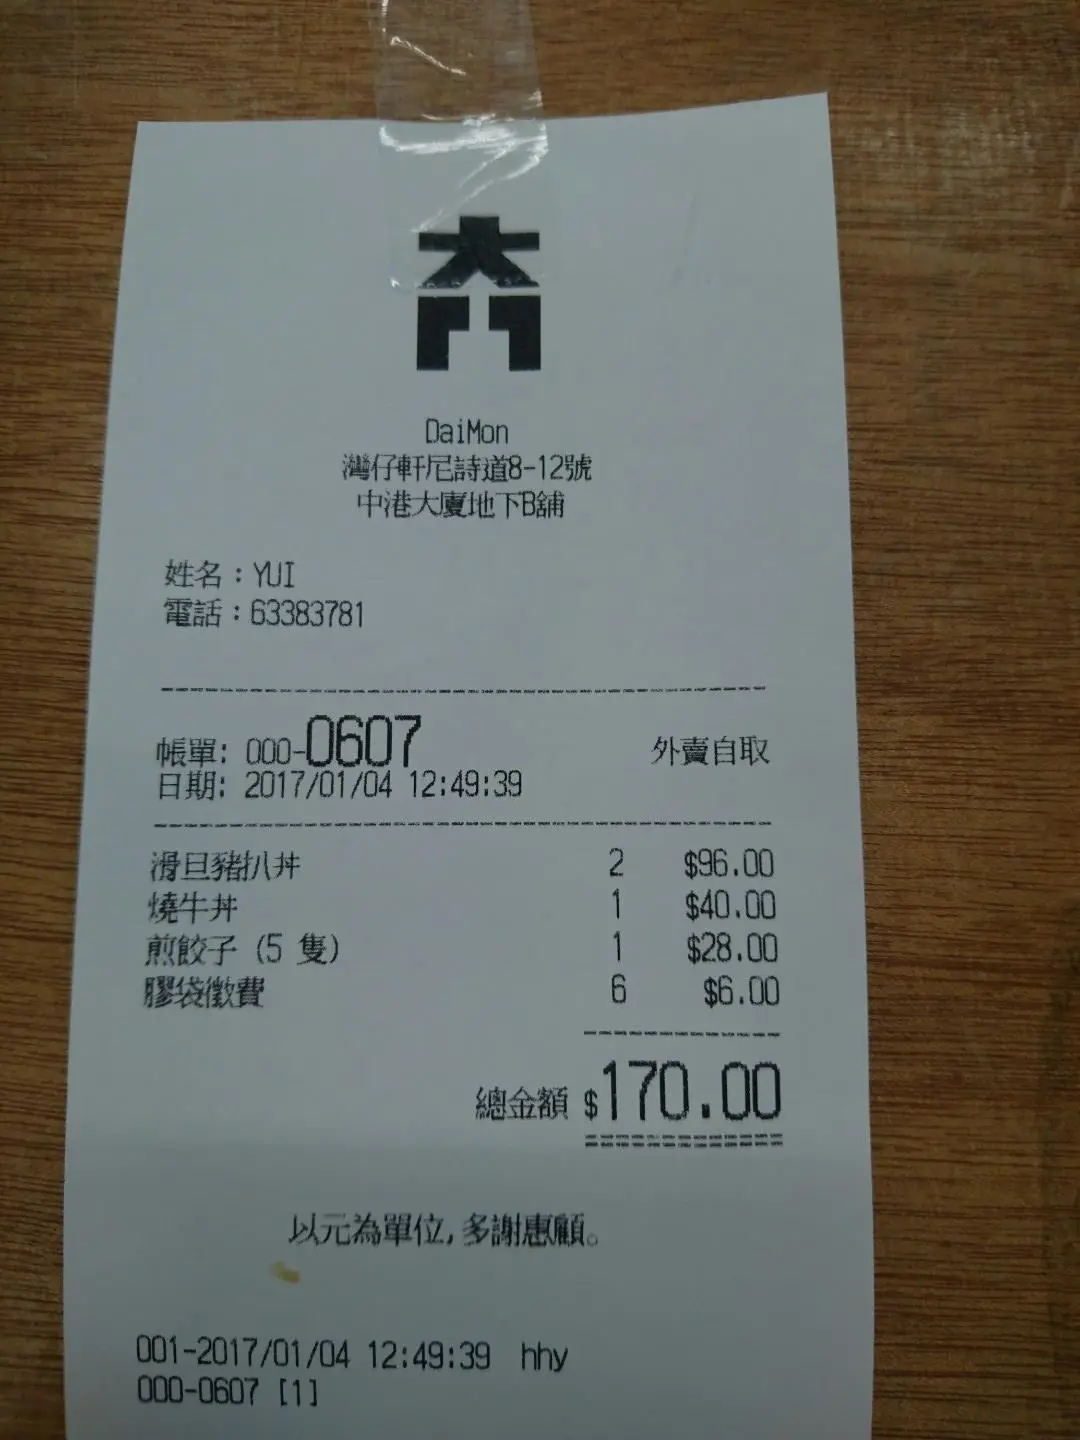 大門
DaiMon
灣仔軒尼詩道8-12號
中港大廈地下B舖
姓名：YUI
電話：63383781
帳單: 000-0607 外賣自取
日期: 2017/01/04 12:49:39
滑旦豬扒丼 2 $96.00
燒牛丼 1 $40.00
煎餃子 (5 隻) 1 $28.00
膠袋徵費 6 $6.00
總金額 $170.00
以元為單位,多謝惠顧。
001-2017/01/04 12:49:39 hhy
000-0607 [1]